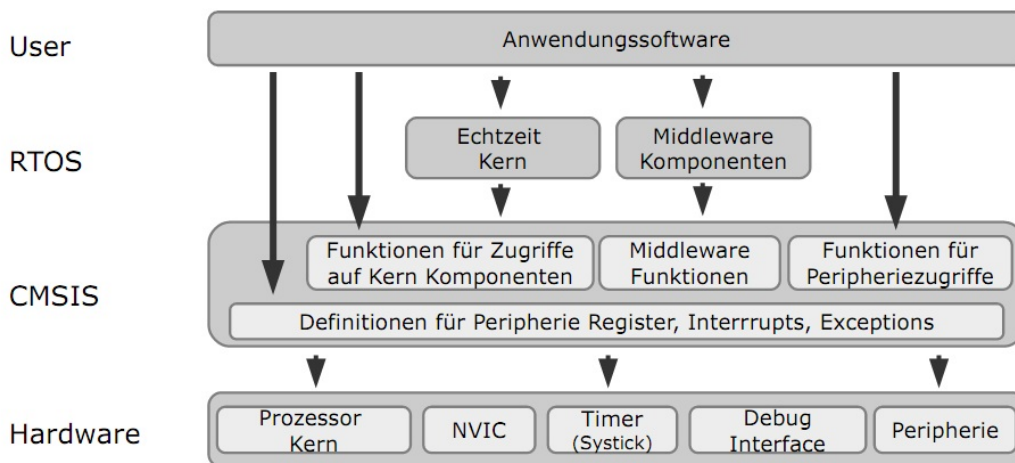 User
Anwendungssoftware
RTOS
Echtzeit
Kern
Middleware
Komponenten
CMSIS
Funktionen für Zugriffe
auf Kern Komponenten
Middleware
Funktionen
Funktionen für
Peripheriezugriffe
Definitionen für Peripherie Register, Interrrupts, Exceptions
Hardware
Prozessor
Kern
NVIC
Timer
(Systick)
Debug
Interface
Peripherie